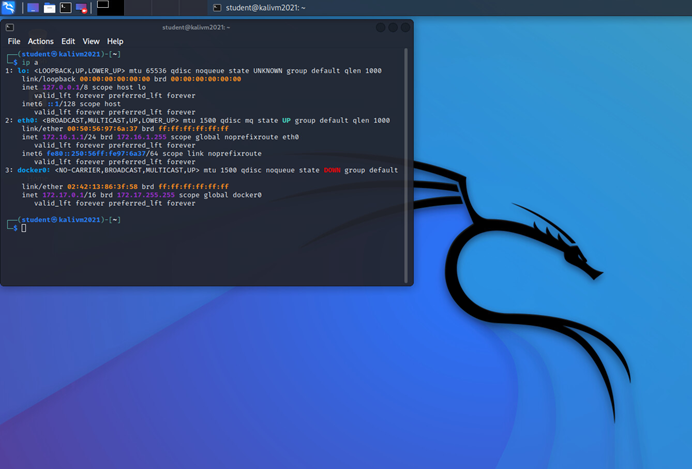 student@kalivm2021: ~
student@kalivm2021: ~
File Actions Edit View Help
┌──(student㉿kalivm2021)-[~]
└─$ ip a
1: lo: <LOOPBACK,UP,LOWER_UP> mtu 65536 qdisc noqueue state UNKNOWN group default qlen 1000
    link/loopback 00:00:00:00:00:00 brd 00:00:00:00:00:00
    inet 127.0.0.1/8 scope host lo
       valid_lft forever preferred_lft forever
    inet6 ::1/128 scope host
       valid_lft forever preferred_lft forever
2: eth0: <BROADCAST,MULTICAST,UP,LOWER_UP> mtu 1500 qdisc mq state UP group default qlen 1000
    link/ether 00:50:56:97:6a:37 brd ff:ff:ff:ff:ff:ff
    inet 172.16.1.1/24 brd 172.16.1.255 scope global noprefixroute eth0
       valid_lft forever preferred_lft forever
    inet6 fe80::250:56ff:fe97:6a37/64 scope link noprefixroute
       valid_lft forever preferred_lft forever
3: docker0: <NO-CARRIER,BROADCAST,MULTICAST,UP> mtu 1500 qdisc noqueue state DOWN group default
    link/ether 02:42:13:86:3f:58 brd ff:ff:ff:ff:ff:ff
    inet 172.17.0.1/16 brd 172.17.255.255 scope global docker0
       valid_lft forever preferred_lft forever
┌──(student㉿kalivm2021)-[~]
└─$